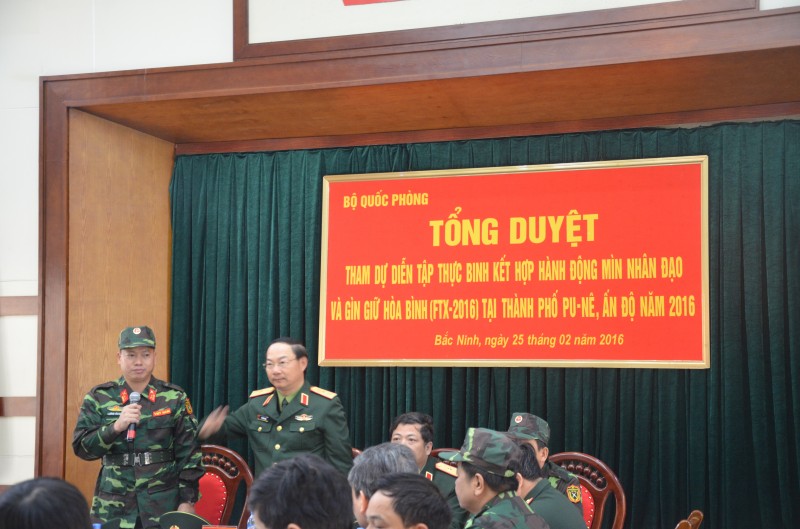 BỘ QUỐC PHÒNG
TỔNG DUYỆT
THAM DỰ DIỄN TẬP THỰC BINH KẾT HỢP HÀNH ĐỘNG MÌN NHÂN ĐẠO
VÀ GÌN GIỮ HÒA BÌNH (FTX-2016) TẠI THÀNH PHỐ PU-NÊ, ẤN ĐỘ NĂM 2016
Bắc Ninh, ngày 25 tháng 02 năm 2016